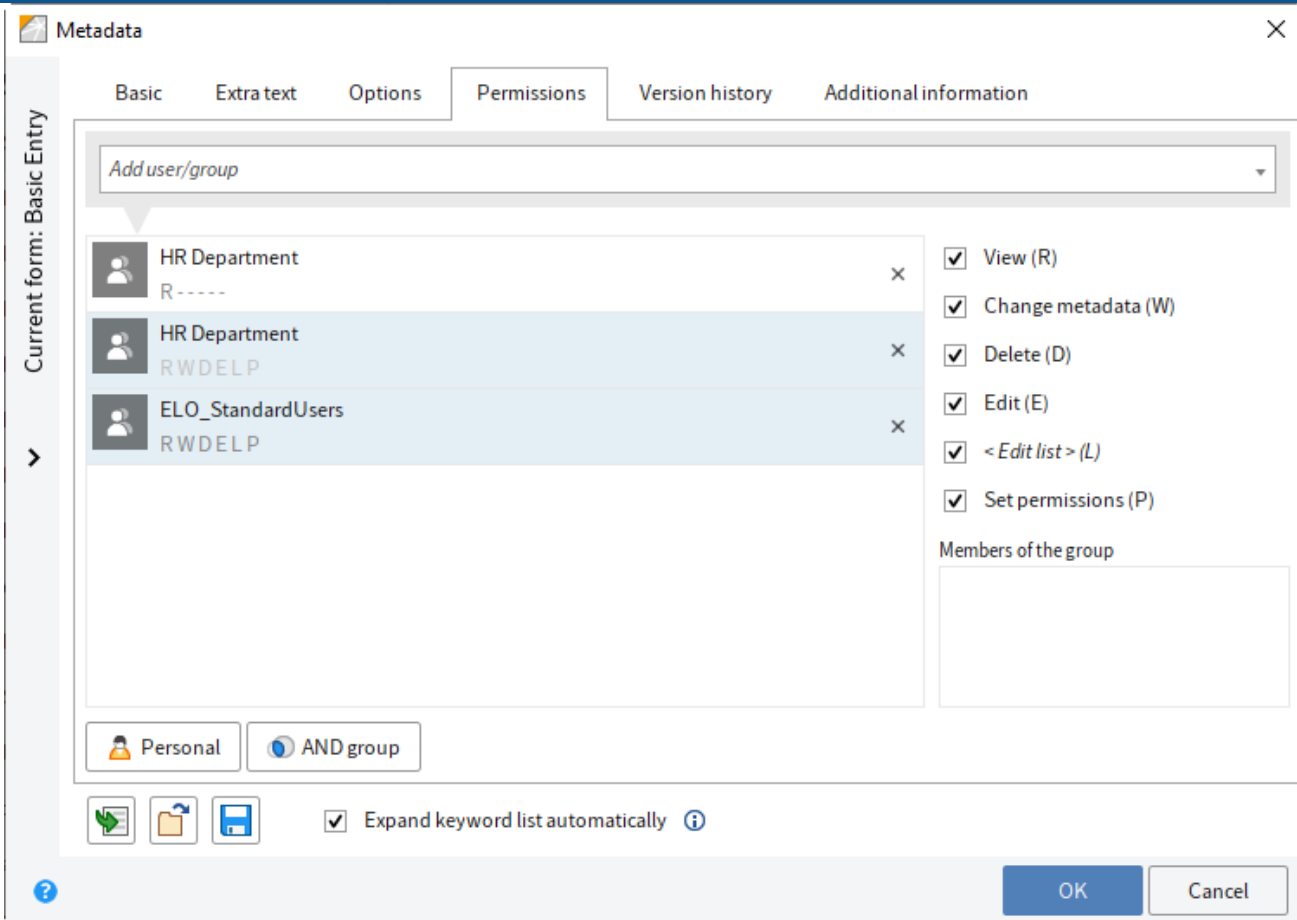 Metadata
Current form: Basic Entry
Basic Extra text Options Permissions Version history Additional information
Add user/group
HR Department
R - - - - -
HR Department
R W D E L P
ELO_StandardUsers
R W D E L P
View (R)
Change metadata (W)
Delete (D)
Edit (E)
< Edit list > (L)
Set permissions (P)
Members of the group
Personal AND group
Expand keyword list automatically
OK Cancel